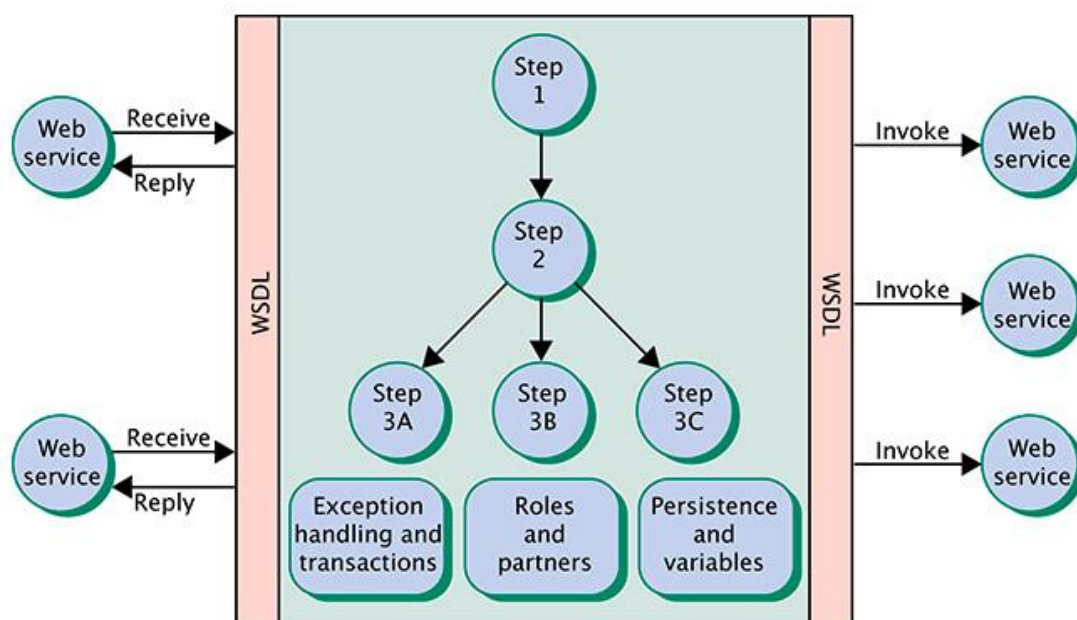 Step
1
Web
service
Receive
Reply
Invoke
Web
service
Step
2
WSDL
WSDL
Invoke
Web
service
Step
3A
Step
3B
Step
3C
Web
service
Receive
Reply
Invoke
Web
service
Exception
handling and
transactions
Roles
and
partners
Persistence
and
variables